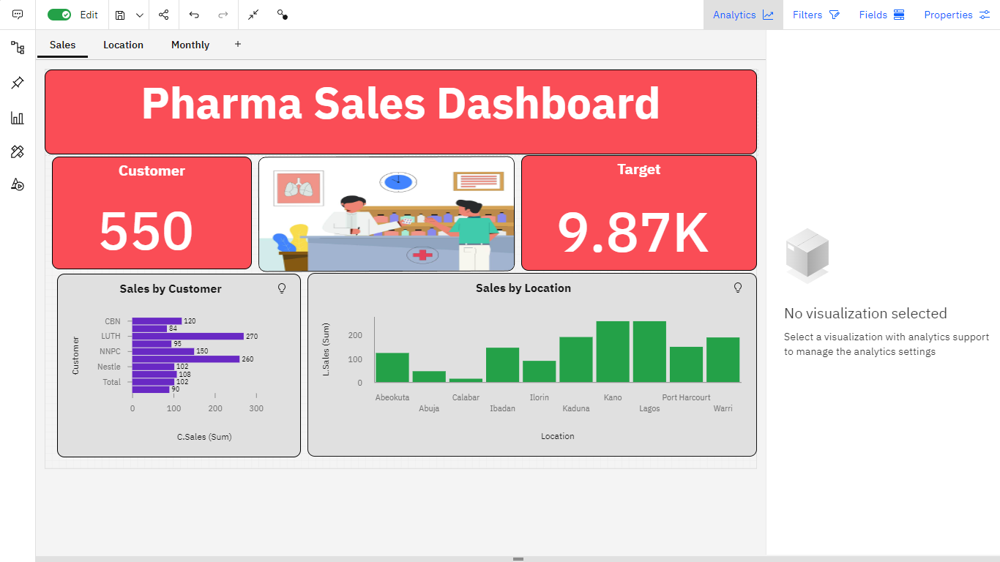 Edit
Analytics
Filters
Fields
Properties
Sales
Location
Monthly
+
Pharma Sales Dashboard
Customer
550
Target
9.87K
Sales by Customer
Customer
CBN
120
84
LUTH
270
95
NNPC
150
260
Nestle
102
108
Total
102
90
0 100 200 300
C.Sales (Sum)
Sales by Location
L.Sales (Sum)
200
100
0
Abeokuta Calabar Ilorin Kano Port Harcourt
Abuja Ibadan Kaduna Lagos Warri
Location
No visualization selected
Select a visualization with analytics support
to manage the analytics settings